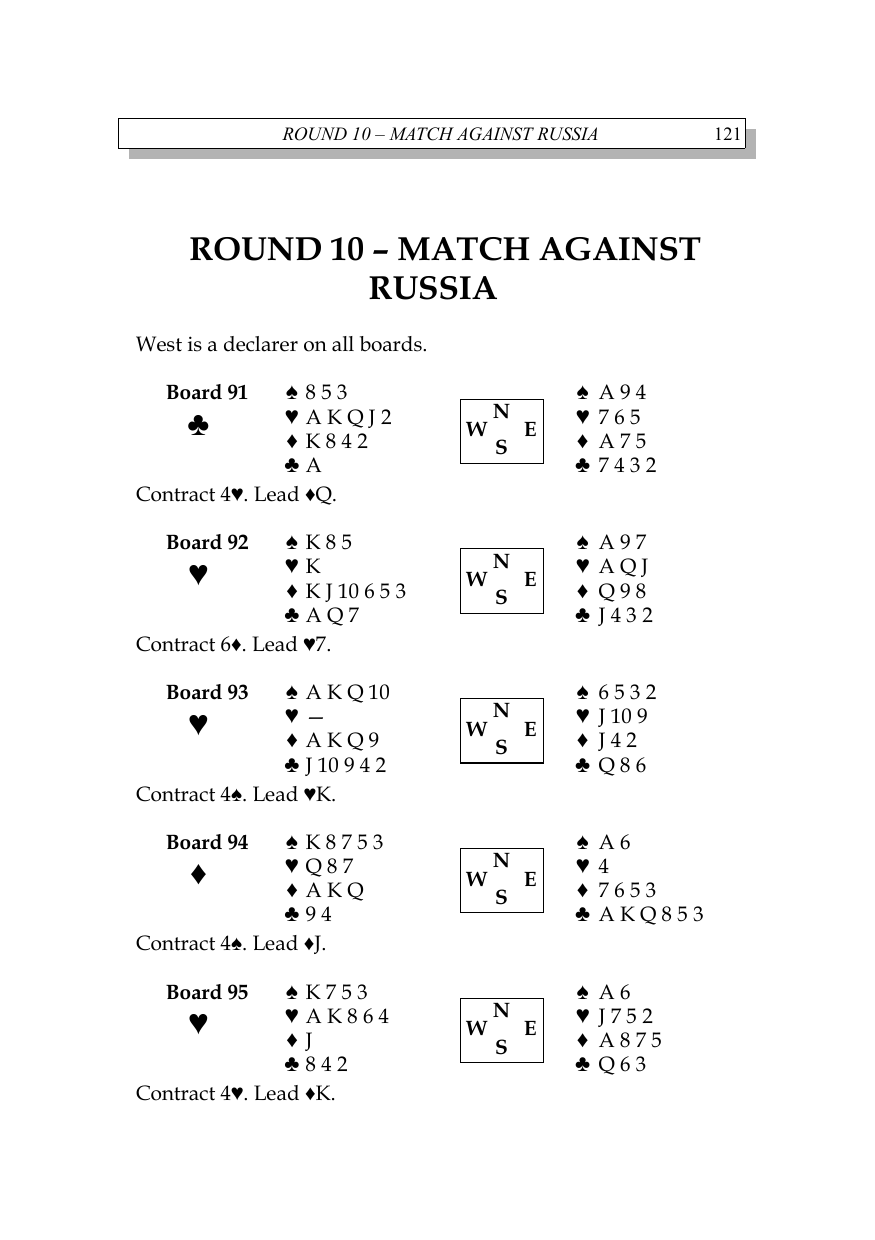 ROUND 10 – MATCH AGAINST RUSSIA 121
ROUND 10 – MATCH AGAINST
RUSSIA
West is a declarer on all boards.
Board 91 ♠ 8 5 3 N ♠ A 9 4
♣ ♥ A K Q J 2 W E ♥ 7 6 5
♦ K 8 4 2 S ♦ A 7 5
♣ A ♣ 7 4 3 2
Contract 4♥. Lead ♦Q.
Board 92 ♠ K 8 5 N ♠ A 9 7
♥ ♥ K W E ♥ A Q J
♦ K J 10 6 5 3 S ♦ Q 9 8
♣ A Q 7 ♣ J 4 3 2
Contract 6♦. Lead ♥7.
Board 93 ♠ A K Q 10 N ♠ 6 5 3 2
♥ ♥ — W E ♥ J 10 9
♦ A K Q 9 S ♦ J 4 2
♣ J 10 9 4 2 ♣ Q 8 6
Contract 4♠. Lead ♥K.
Board 94 ♠ K 8 7 5 3 N ♠ A 6
♦ ♥ Q 8 7 W E ♥ 4
♦ A K Q S ♦ 7 6 5 3
♣ 9 4 ♣ A K Q 8 5 3
Contract 4♠. Lead ♦J.
Board 95 ♠ K 7 5 3 N ♠ A 6
♥ ♥ A K 8 6 4 W E ♥ J 7 5 2
♦ J S ♦ A 8 7 5
♣ 8 4 2 ♣ Q 6 3
Contract 4♥. Lead ♦K.